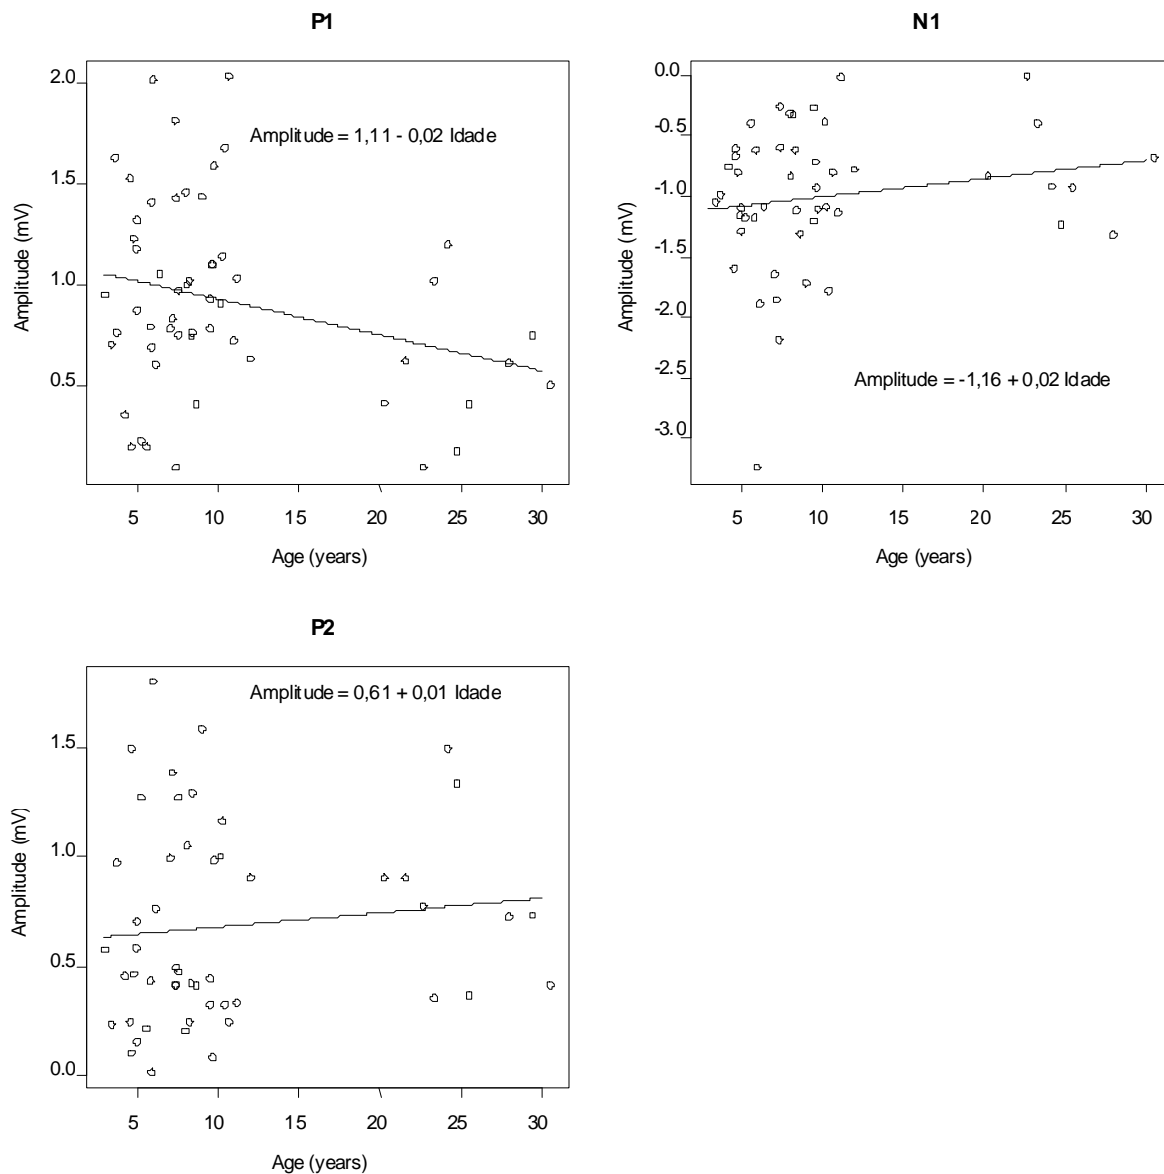 P1
2.0
1.5
1.0
0.5
Amplitude (mV)
Amplitude = 1,11 - 0,02 Idade
5 10 15 20 25 30
Age (years)
N1
0.0
-0.5
-1.0
-1.5
-2.0
-2.5
-3.0
Amplitude (mV)
Amplitude = -1,16 + 0,02 Idade
5 10 15 20 25 30
Age (years)
P2
1.5
1.0
0.5
0.0
Amplitude (mV)
Amplitude = 0,61 + 0,01 Idade
5 10 15 20 25 30
Age (years)